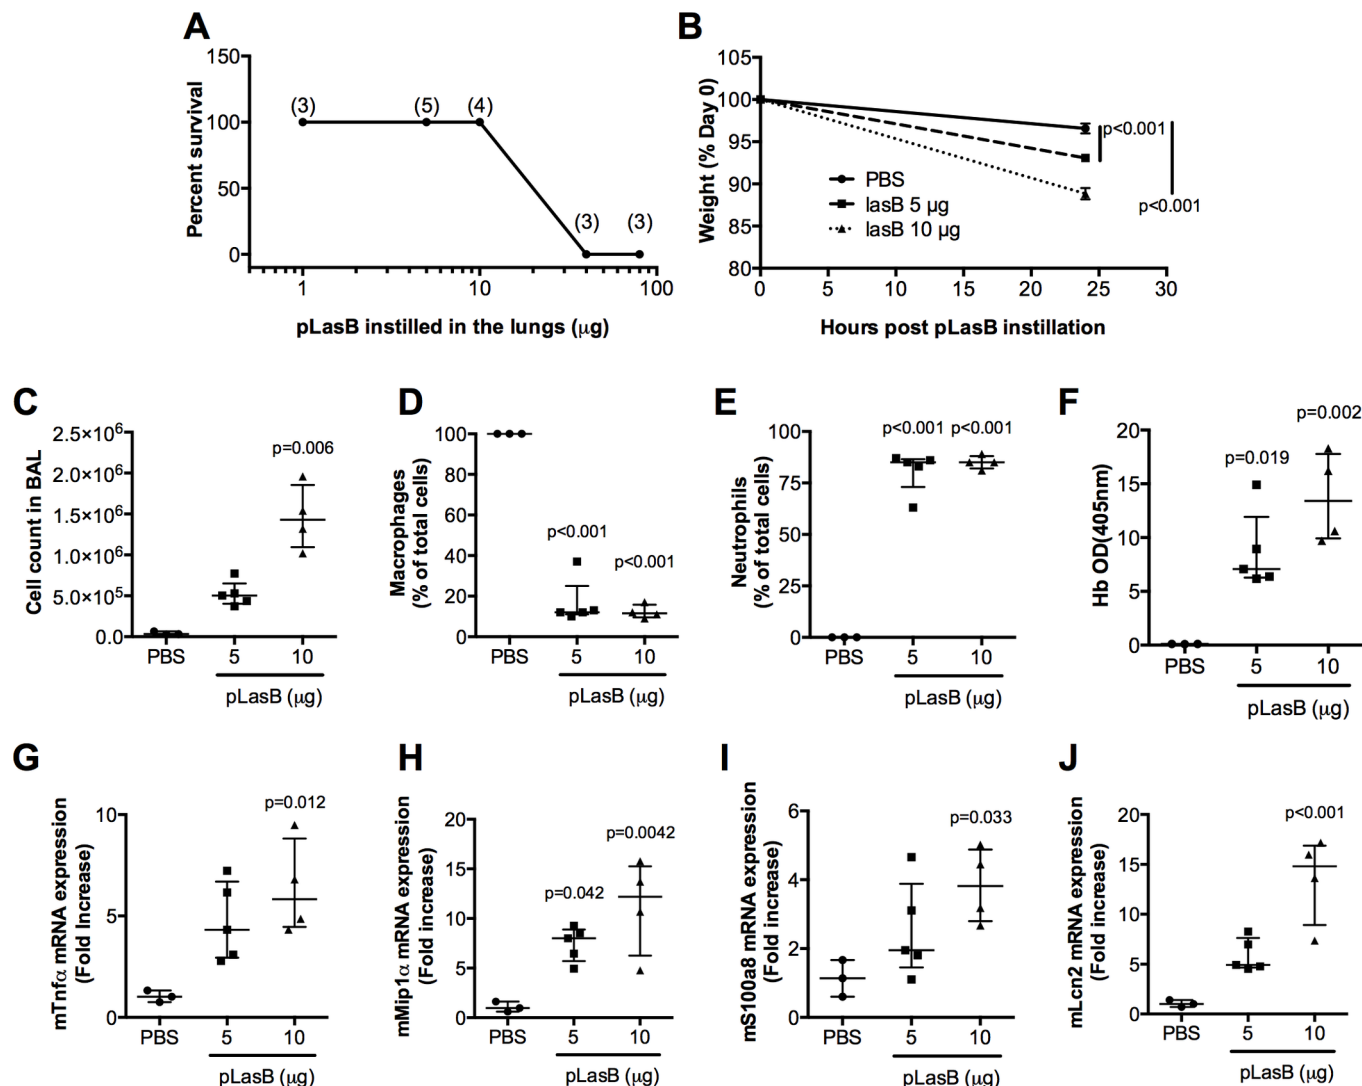 A
Percent survival
150
100
50
0
(3)
(5)
(4)
(3)
(3)
1
10
100
pLasB instilled in the lungs (µg)
B
Weight (% Day 0)
105
100
95
90
85
80
PBS
lasB 5 µg
lasB 10 µg
p<0.001
p<0.001
0
5
10
15
20
25
30
Hours post pLasB instillation
C
Cell count in BAL
2.5×10⁶
2.0×10⁶
1.5×10⁶
1.0×10⁶
5.0×10⁵
0.0
p=0.006
PBS
5
10
pLasB (µg)
D
Macrophages
(% of total cells)
100
80
60
40
20
0
p<0.001
p<0.001
PBS
5
10
pLasB (µg)
E
Neutrophils
(% of total cells)
100
75
50
25
0
p<0.001
p<0.001
PBS
5
10
pLasB (µg)
F
Hb OD(405nm)
20
15
10
5
0
p=0.019
p=0.002
PBS
5
10
pLasB (µg)
G
mTnfα mRNA expression
(Fold Increase)
10
5
0
p=0.012
PBS
5
10
pLasB (µg)
H
mMip1α mRNA expression
(Fold increase)
20
15
10
5
0
p=0.042
p=0.0042
PBS
5
10
pLasB (µg)
I
mS100a8 mRNA expression
(Fold increase)
6
4
2
0
p=0.033
PBS
5
10
pLasB (µg)
J
mLcn2 mRNA expression
(Fold increase)
20
15
10
5
0
p<0.001
PBS
5
10
pLasB (µg)